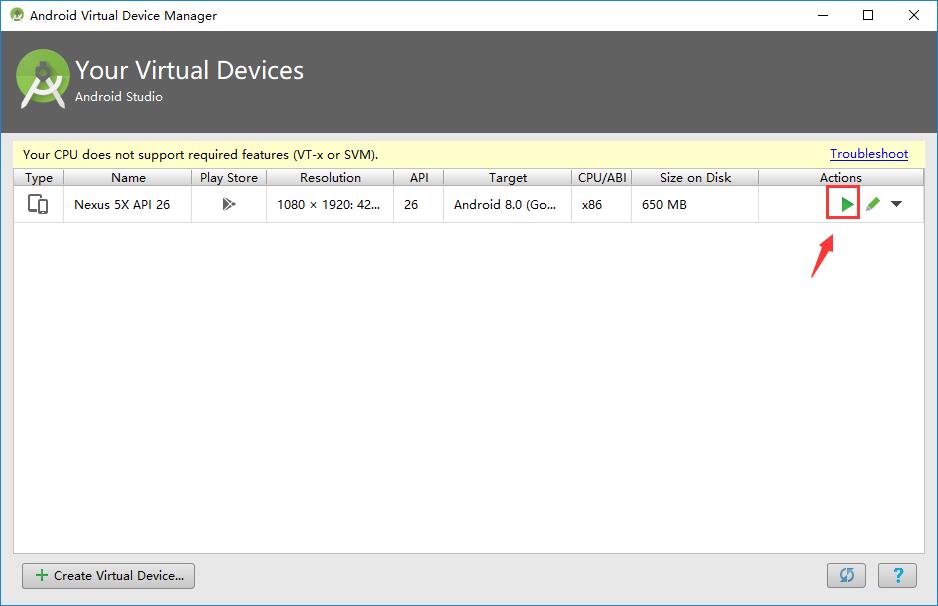 Android Virtual Device Manager
Your Virtual Devices
Android Studio
Your CPU does not support required features (VT-x or SVM). Troubleshoot
Type Name Play Store Resolution API Target CPU/ABI Size on Disk Actions
Nexus 5X API 26 1080 × 1920: 42... 26 Android 8.0 (Go... x86 650 MB
Create Virtual Device...
?